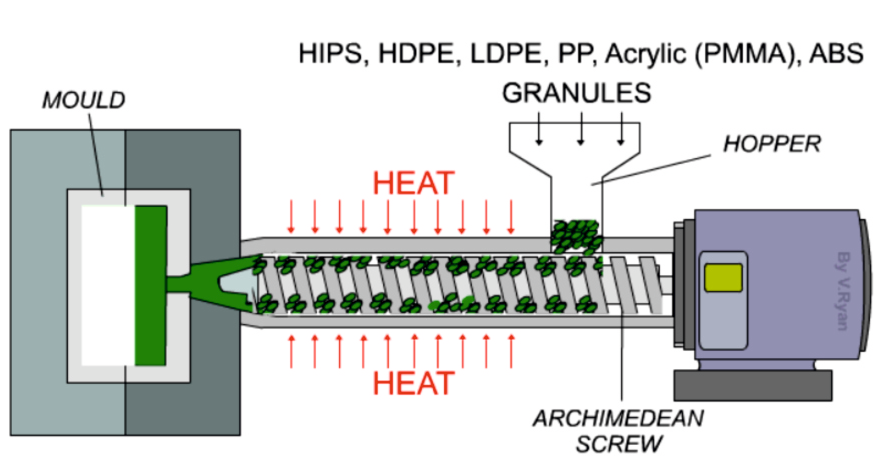 HIPS, HDPE, LDPE, PP, Acrylic (PMMA), ABS
GRANULES
MOULD
HOPPER
HEAT
By V.Ryan
HEAT
ARCHIMEDEAN
SCREW